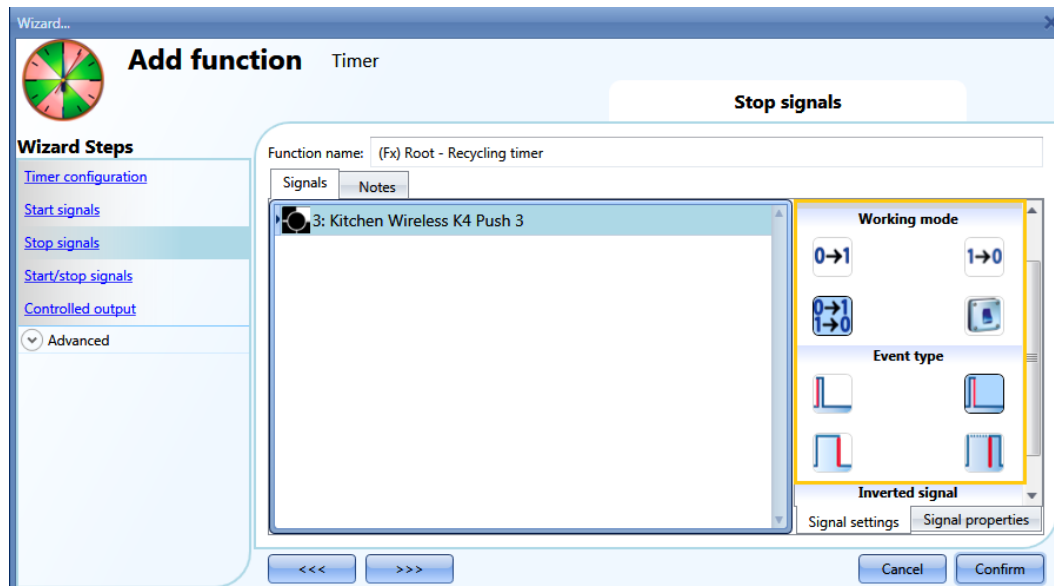 Wizard...
Add function Timer
Stop signals
Wizard Steps
Timer configuration
Start signals
Stop signals
Start/stop signals
Controlled output
Advanced
Function name: (Fx) Root - Recycling timer
Signals Notes
3: Kitchen Wireless K4 Push 3
Working mode
0→1 1→0
0→1
1→0
Event type
Inverted signal
Signal settings Signal properties
<<< >>> Cancel Confirm